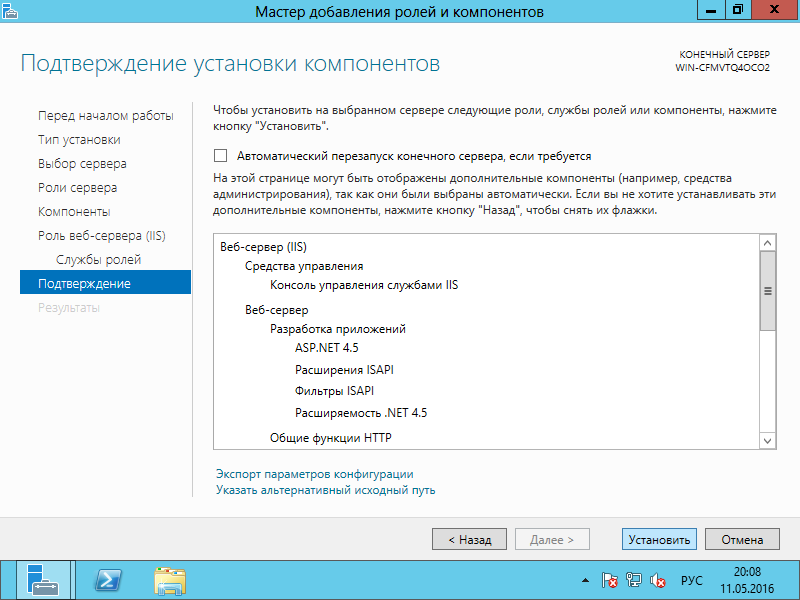 Мастер добавления ролей и компонентов
Подтверждение установки компонентов
КОНЕЧНЫЙ СЕРВЕР
WIN-CFMVTQ4OCO2
Перед началом работы
Тип установки
Выбор сервера
Роли сервера
Компоненты
Роль веб-сервера (IIS)
Службы ролей
Подтверждение
Результаты
Чтобы установить на выбранном сервере следующие роли, службы ролей или компоненты, нажмите
кнопку "Установить".
Автоматический перезапуск конечного сервера, если требуется
На этой странице могут быть отображены дополнительные компоненты (например, средства
администрирования), так как они были выбраны автоматически. Если вы не хотите устанавливать эти
дополнительные компоненты, нажмите кнопку "Назад", чтобы снять их флажки.
Веб-сервер (IIS)
Средства управления
Консоль управления службами IIS
Веб-сервер
Разработка приложений
ASP.NET 4.5
Расширения ISAPI
Фильтры ISAPI
Расширяемость .NET 4.5
Общие функции HTTP
Экспорт параметров конфигурации
Указать альтернативный исходный путь
< Назад
Далее >
Установить
Отмена
РУС
20:08
11.05.2016